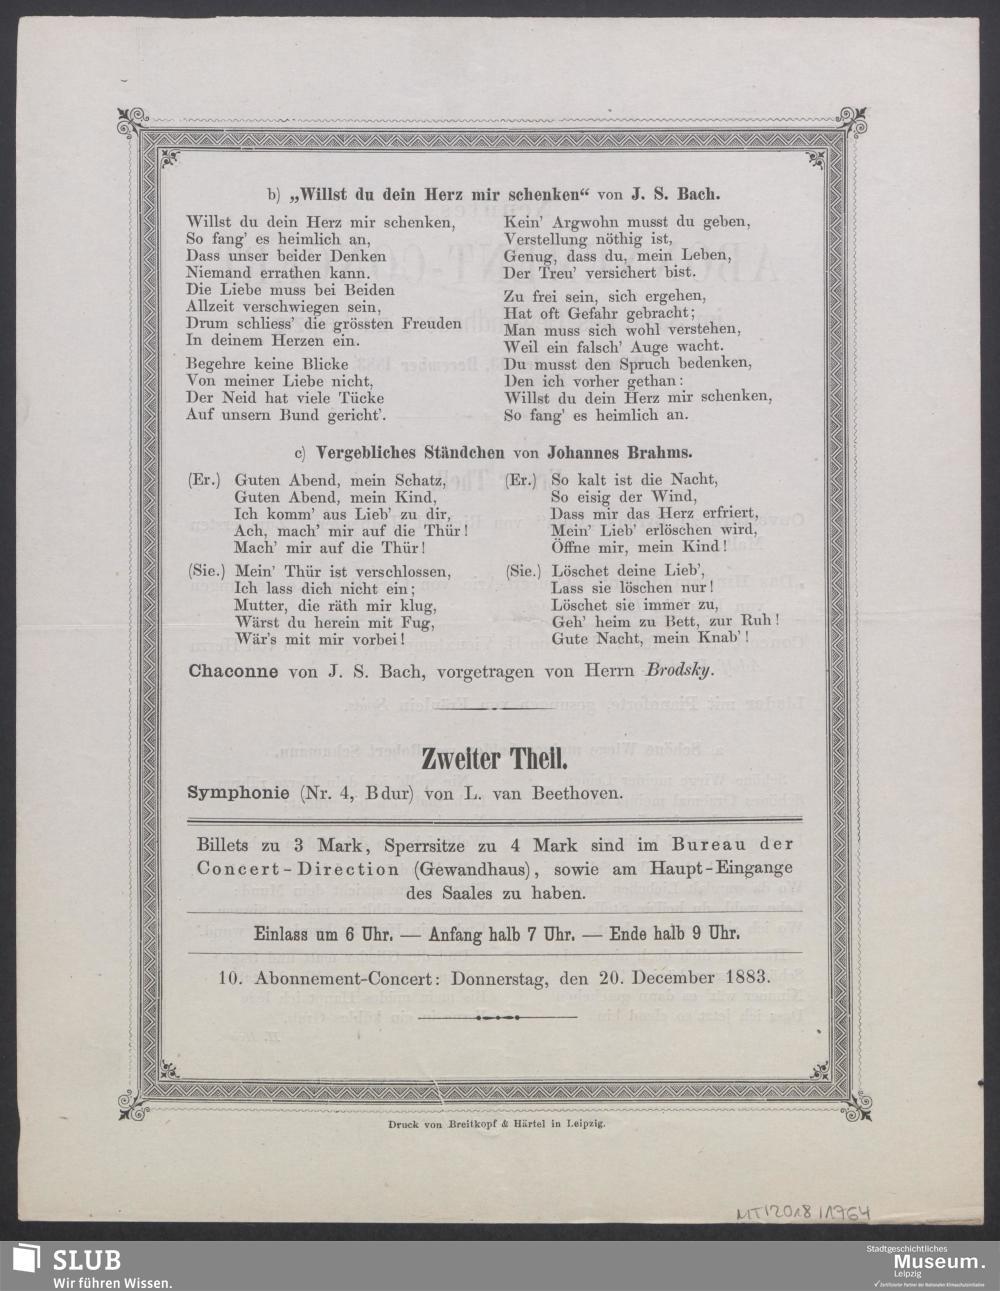 b) „Willst du dein Herz mir schenken“ von J. S. Bach.
Willst du dein Herz mir schenken,
So fang' es heimlich an,
Dass unser beider Denken
Niemand errathen kann.
Die Liebe muss bei Beiden
Allzeit verschwiegen sein,
Drum schliess' die grössten Freuden
In deinem Herzen ein.
Begehre keine Blicke
Von meiner Liebe nicht,
Der Neid hat viele Tücke
Auf unsern Bund gericht'.
Kein' Argwohn musst du geben,
Verstellung nöthig ist,
Genug, dass du, mein Leben,
Der Treu' versichert bist.
Zu frei sein, sich ergehen,
Hat oft Gefahr gebracht;
Man muss sich wohl verstehen,
Weil ein falsch' Auge wacht.
Du musst den Spruch bedenken,
Den ich vorher gethan:
Willst du dein Herz mir schenken,
So fang' es heimlich an.
c) Vergebliches Ständchen von Johannes Brahms.
(Er.) Guten Abend, mein Schatz,
Guten Abend, mein Kind,
Ich komm' aus Lieb' zu dir,
Ach, mach' mir auf die Thür!
Mach' mir auf die Thür!
(Sie.) Mein' Thür ist verschlossen,
Ich lass dich nicht ein;
Mutter, die räth mir klug,
Wärst du herein mit Fug,
Wär's mit mir vorbei!
(Er.) So kalt ist die Nacht,
So eisig der Wind,
Dass mir das Herz erfriert,
Mein' Lieb' erlöschen wird,
Öffne mir, mein Kind!
(Sie.) Löschet deine Lieb',
Lass sie löschen nur!
Löschet sie immer zu,
Geh' heim zu Bett, zur Ruh!
Gute Nacht, mein Knab'!
Chaconne von J. S. Bach, vorgetragen von Herrn Brodsky.
Zweiter Theil.
Symphonie (Nr. 4, B dur) von L. van Beethoven.
Billets zu 3 Mark, Sperrsitze zu 4 Mark sind im Bureau der
Concert-Direction (Gewandhaus), sowie am Haupt-Eingange
des Saales zu haben.
Einlass um 6 Uhr. — Anfang halb 7 Uhr. — Ende halb 9 Uhr.
10. Abonnement-Concert: Donnerstag, den 20. December 1883.
Druck von Breitkopf & Härtel in Leipzig.
MT12018/1964
SLUB
Wir führen Wissen.
Stadtgeschichtliches
Museum.
Leipzig
Zertifizierter Partner der Nationalen Klimaschutzinitiative